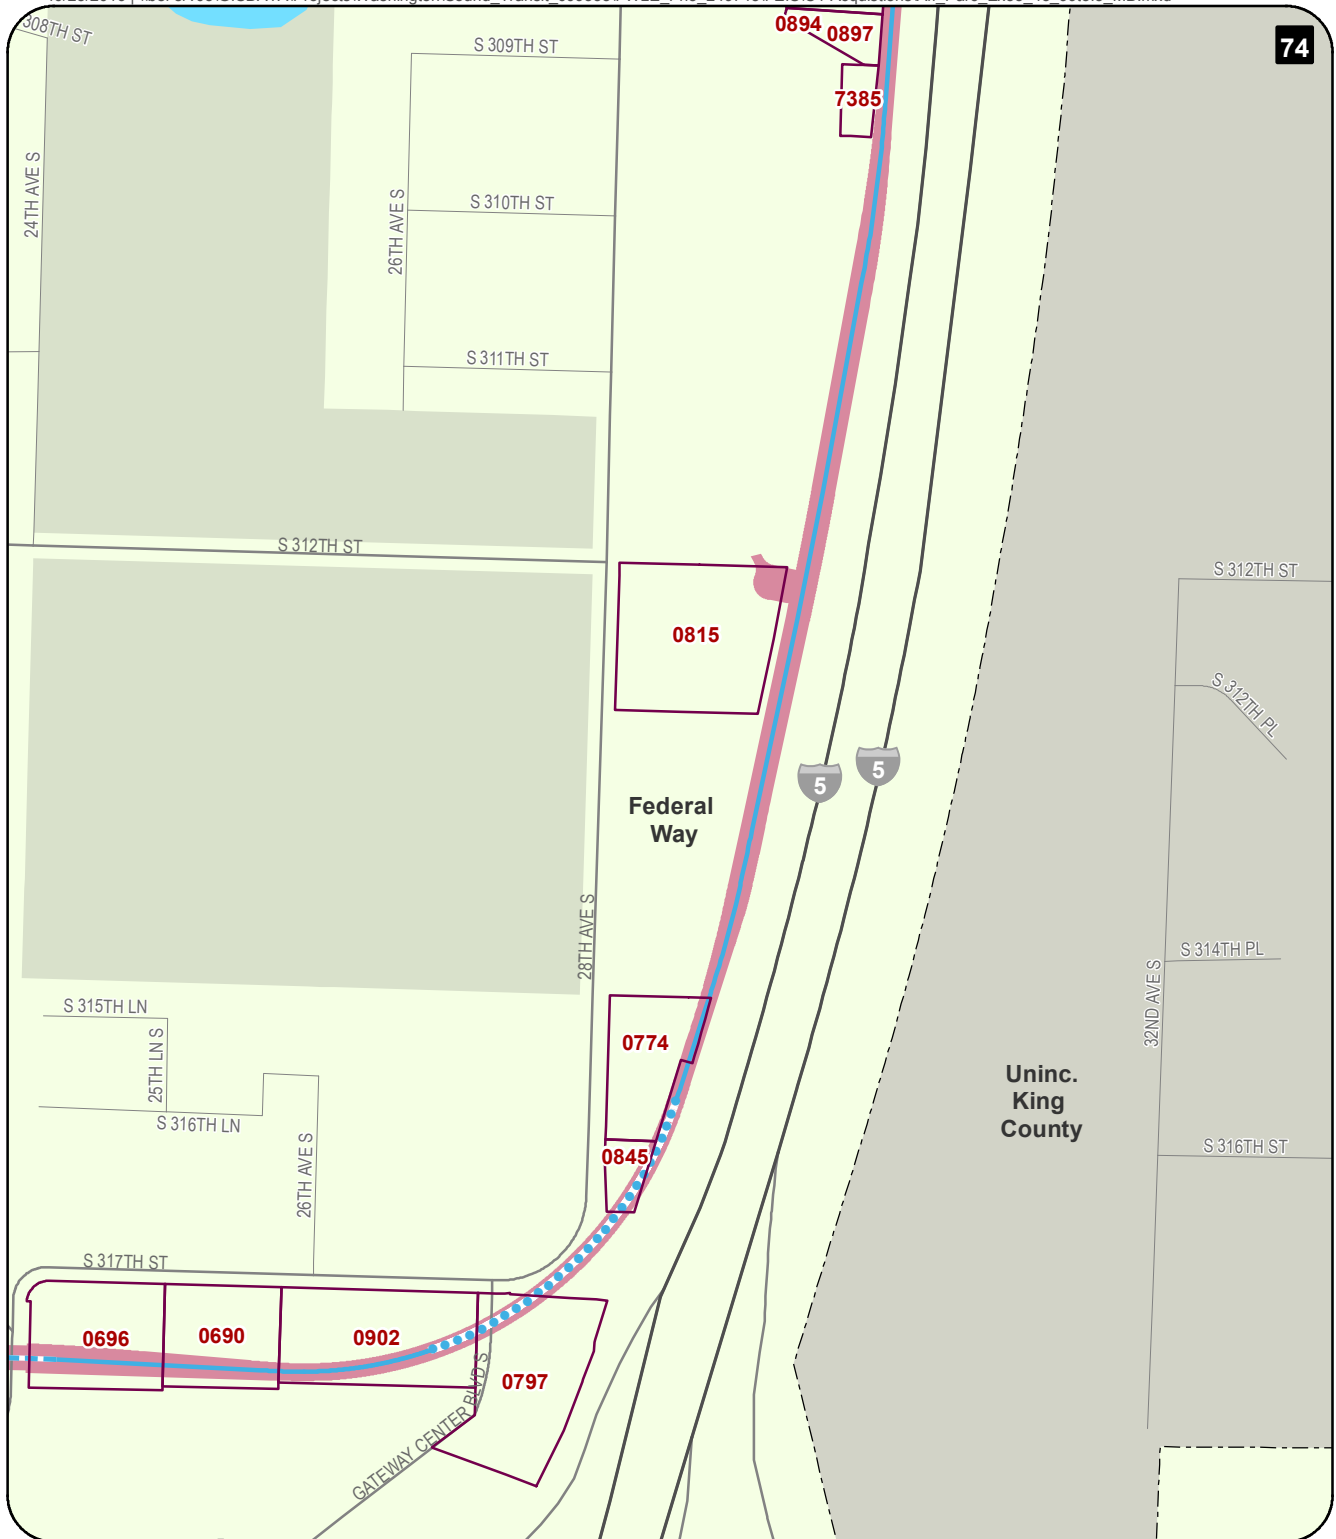 308TH ST
S 309TH ST
0894
0897
74
7385
24TH AVE S
26TH AVE S
S 310TH ST
S 311TH ST
S 312TH ST
S 312TH ST
0815
S 312TH PL
5
5
Federal
Way
28TH AVE S
S 314TH PL
32ND AVE S
S 315TH LN
25TH LN S
0774
S 316TH LN
Uninc.
King
County
26TH AVE S
0845
S 316TH ST
S 317TH ST
0696
0690
0902
0797
GATEWAY CENTER BLVD S